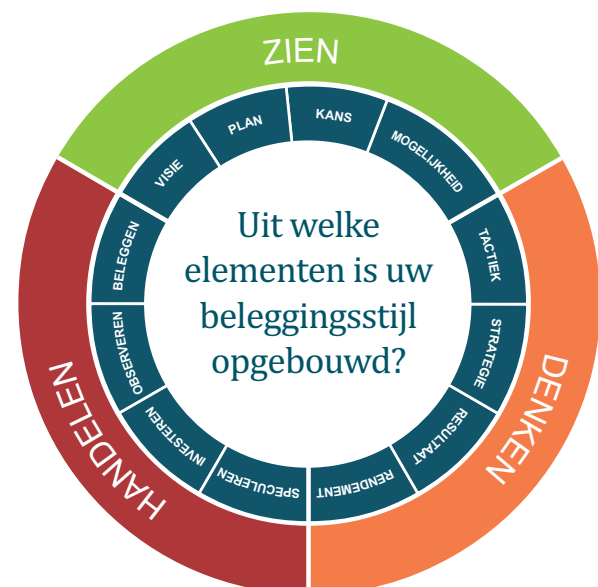 ZIEN
VISIE
PLAN
KANS
MOGELIJKHEID
TACTIEK
STRATEGIE
RESULTAAT
RENDEMENT
SPECULEREN
INVESTEREN
OBSERVEREN
BELEGGEN
Uit welke
elementen is uw
beleggingsstijl
opgebouwd?
DENKEN
HANDELEN